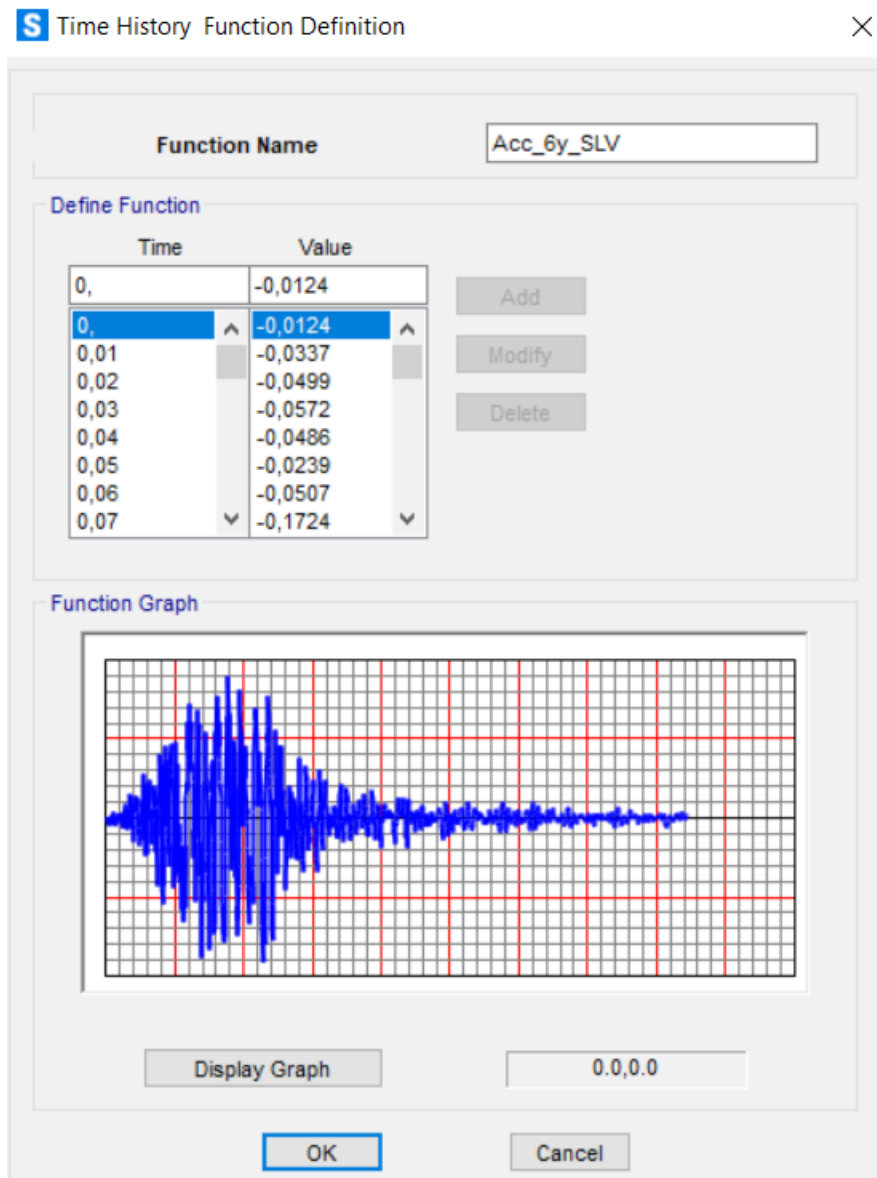 S Time History Function Definition
Function Name Acc_6y_SLV
Define Function
Time Value
0, -0,0124
Add
0, -0,0124
0,01 -0,0337
Modify
0,02 -0,0499
0,03 -0,0572
Delete
0,04 -0,0486
0,05 -0,0239
0,06 -0,0507
0,07 -0,1724
Function Graph
Display Graph 0.0,0.0
OK Cancel